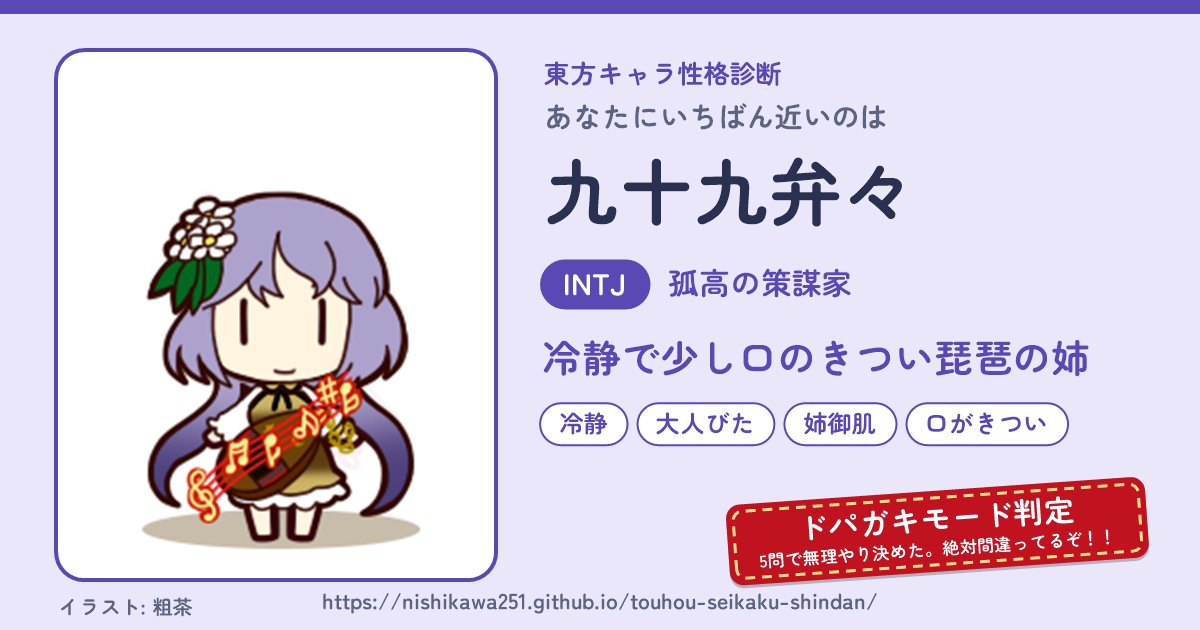 東方キャラ性格診断
あなたにいちばん近いのは
九十九弁々
INTJ 孤高の策謀家
冷静で少し口のきつい琵琶の姉
冷静 大人びた 姉御肌 口がきつい
ドパガキモード判定
5問で無理やり決めた。絶対間違ってるぞ！！
イラスト: 粗茶
https://nishikawa251.github.io/touhou-seikaku-shindan/